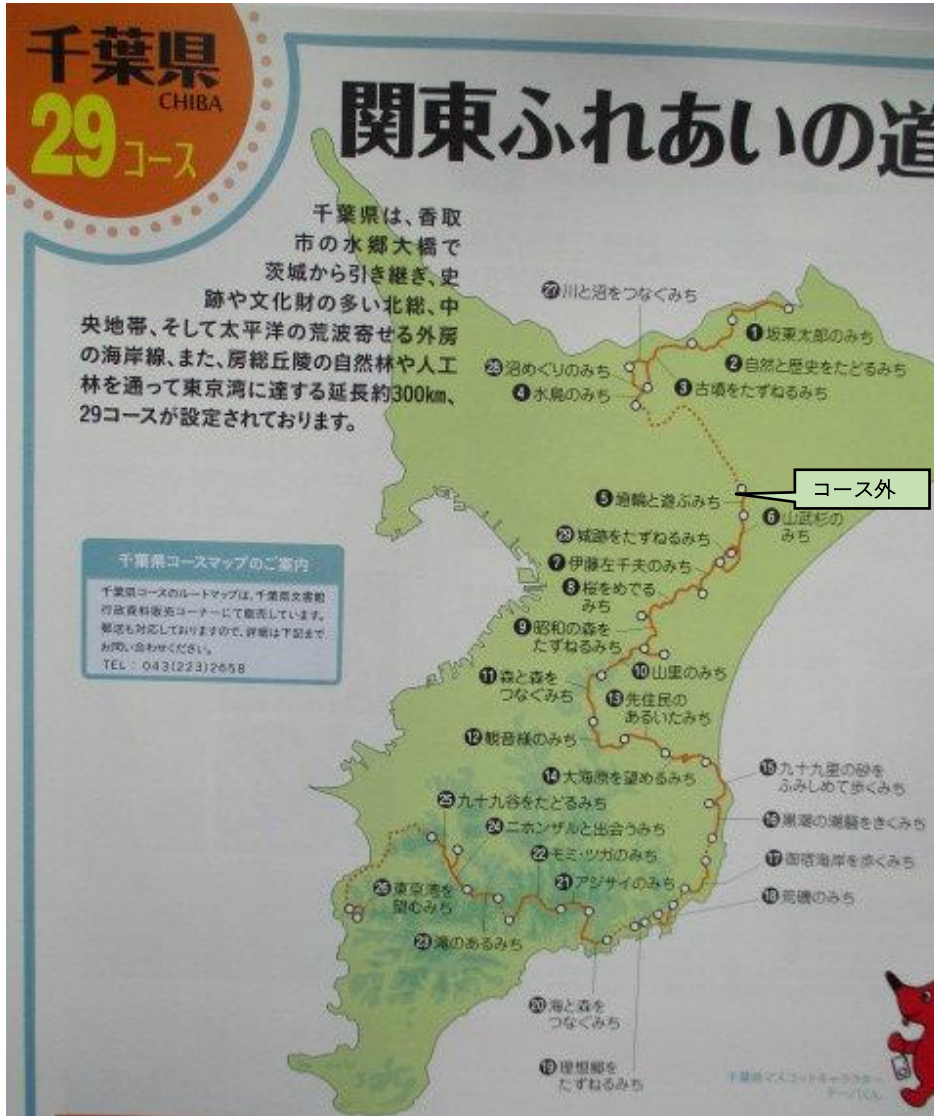 千葉県
CHIBA
29コース
関東ふれあいの道
千葉県は、香取
市の水郷大橋で
茨城から引き継ぎ、史
跡や文化財の多い北総、中
央地帯、そして太平洋の荒波寄せる外房
の海岸線、また、房総丘陵の自然林や人工
林を通って東京湾に達する延長約300km、
29コースが設定されております。
27川と沼をつなぐみち
1坂東太郎のみち
2自然と歴史をたどるみち
28沼めぐりのみち
3古墳をたずねるみち
4水鳥のみち
コース外
5埴輪と遊ぶみち
6山武杉の
みち
29城跡をたずねるみち
7伊藤左千夫のみち
8桜をめでる
みち
9昭和の森を
たずねるみち
10山里のみち
11森と森を
つなぐみち
13先住民の
あるいたみち
12観音様のみち
14大海原を望めるみち
15九十九里の砂を
ふみしめて歩くみち
25九十九谷をたどるみち
16黒潮の潮騒をきくみち
24ニホンザルと出会うみち
22モミ・ツガのみち
17御宿海岸を歩くみち
21アジサイのみち
26東京湾を
望むみち
18荒磯のみち
23滝のあるみち
20海と森を
つなぐみち
19理想郷を
たずねるみち
千葉県コースマップのご案内
千葉県コースのルートマップは、千葉県文書館
行政資料販売コーナーにて販売しています。
郵送も対応しておりますので、詳細は下記まで
お問い合わせください。
TEL：043(223)2658
千葉県マスコットキャラクター
チーバくん